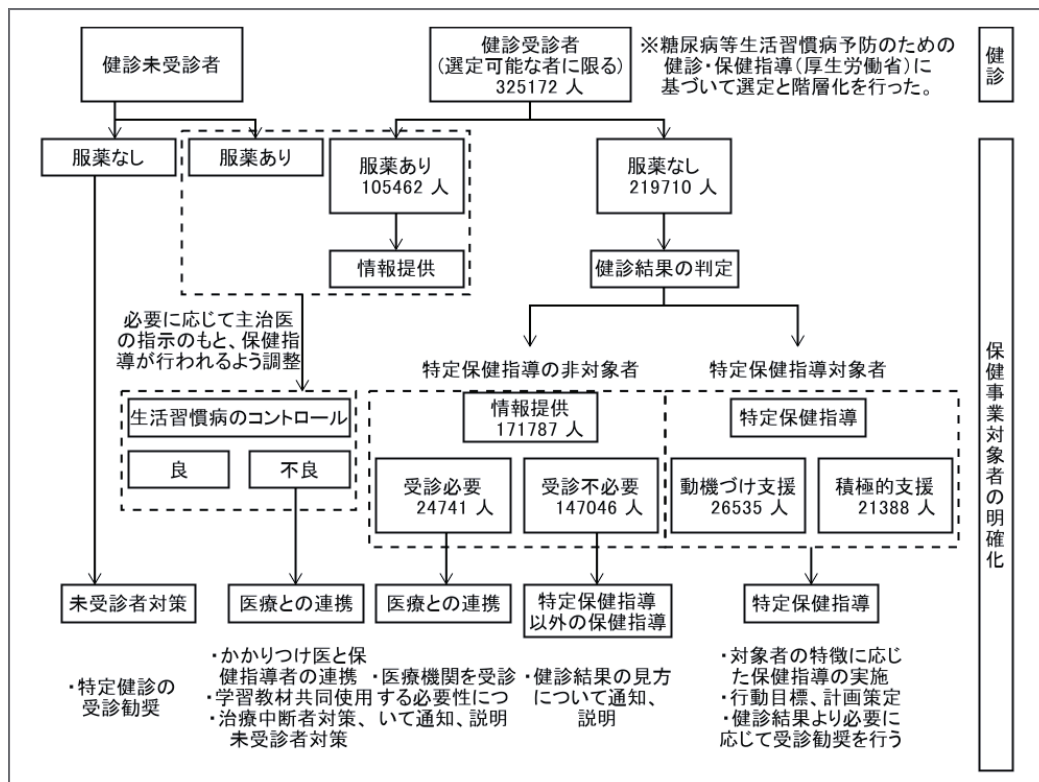 健診未受診者
健診受診者
(選定可能な者に限る)
325172 人
※糖尿病等生活習慣病予防のための
健診・保健指導(厚生労働省)に
基づいて選定と階層化を行った。
健診
服薬なし
服薬あり
服薬あり
105462 人
服薬なし
219710 人
情報提供
健診結果の判定
必要に応じて主治医
の指示のもと、保健指
導が行われるよう調整
特定保健指導の非対象者
特定保健指導対象者
保健事業対象者の明確化
生活習慣病のコントロール
良
不良
情報提供
171787 人
特定保健指導
受診必要
24741 人
受診不必要
147046 人
動機づけ支援
26535 人
積極的支援
21388 人
未受診者対策
医療との連携
医療との連携
特定保健指導
以外の保健指導
特定保健指導
・特定健診の
受診勧奨
・かかりつけ医と保
健指導者の連携
・学習教材共同使用
・治療中断者対策、
未受診者対策
・医療機関を受診
する必要性につ
いて通知、説明
・健診結果の見方
について通知、
説明
・対象者の特徴に応じ
た保健指導の実施
・行動目標、計画策定
・健診結果より必要に
応じて受診勧奨を行う